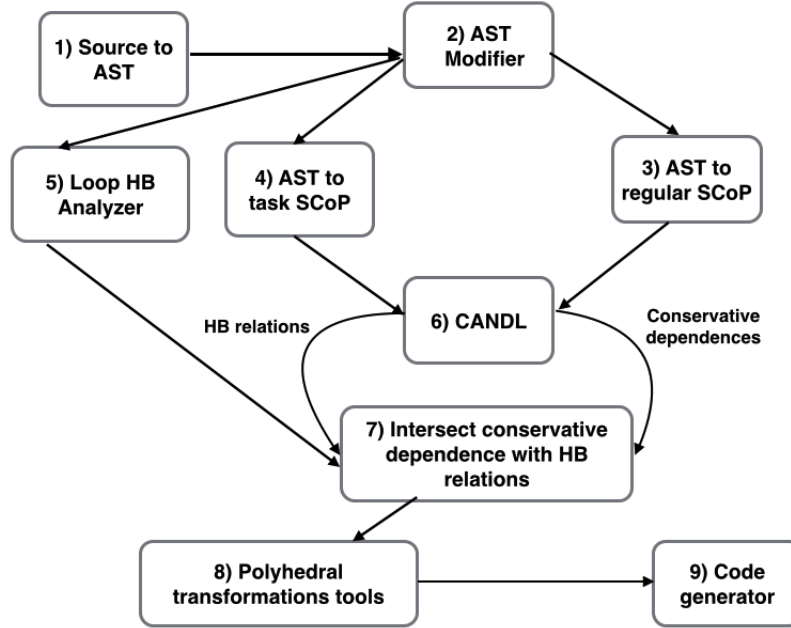 1) Source to
AST
2) AST
Modifier
5) Loop HB
Analyzer
4) AST to
task SCoP
3) AST to
regular SCoP
HB relations
6) CANDL
Conservative
dependences
7) Intersect conservative
dependence with HB
relations
8) Polyhedral
transformations tools
9) Code
generator